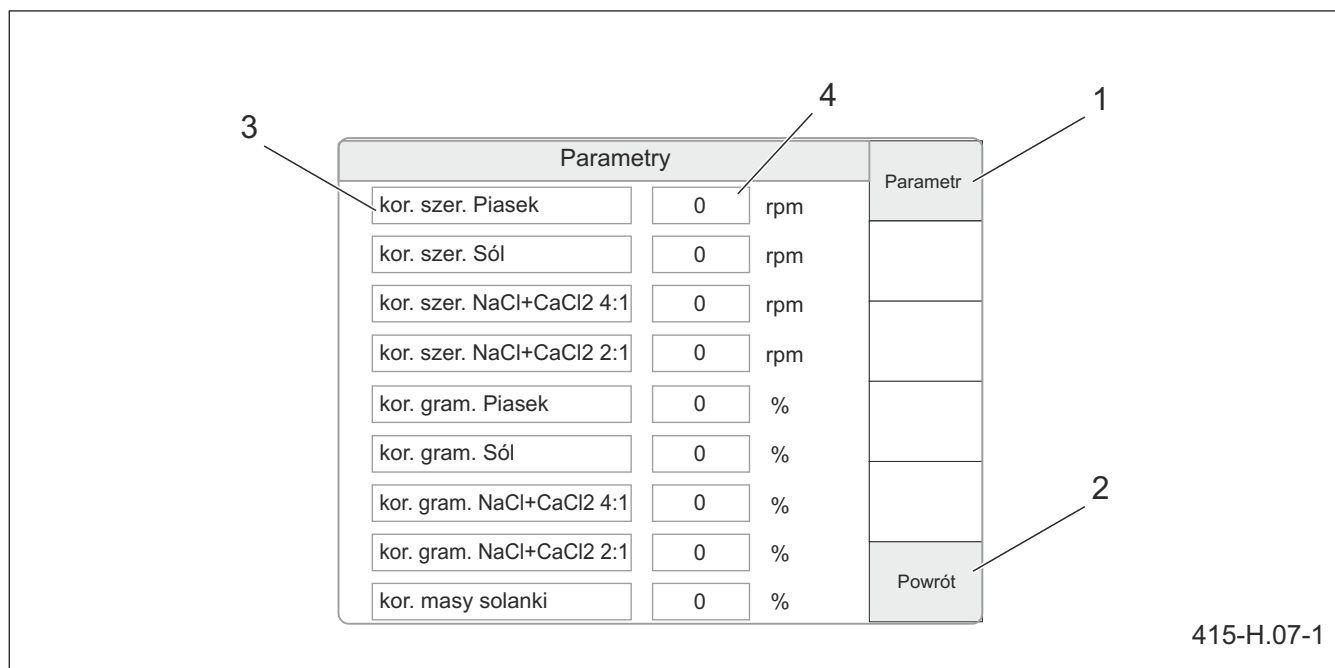 4
1
3
Parametry
Parametr
kor. szer. Piasek 0 rpm
kor. szer. Sól 0 rpm
kor. szer. NaCl+CaCl2 4:1 0 rpm
kor. szer. NaCl+CaCl2 2:1 0 rpm
kor. gram. Piasek 0 %
kor. gram. Sól 0 %
kor. gram. NaCl+CaCl2 4:1 0 %
2
kor. gram. NaCl+CaCl2 2:1 0 %
Powrót
kor. masy solanki 0 %
415-H.07-1